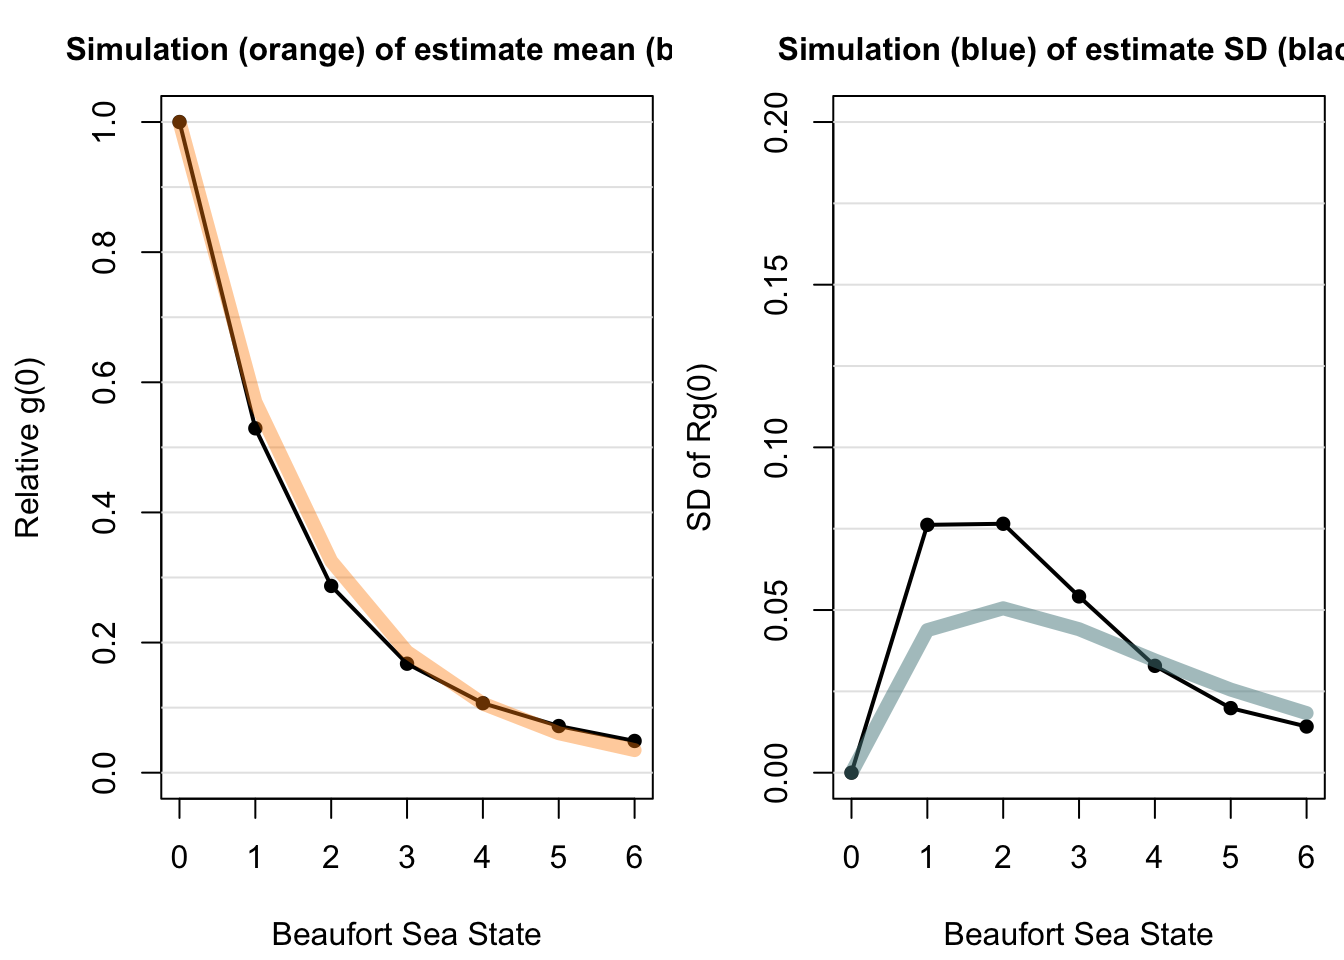 Simulation (orange) of estimate mean (b
Relative g(0)
1.0
0.8
0.6
0.4
0.2
0.0
0 1 2 3 4 5 6
Beaufort Sea State
Simulation (blue) of estimate SD (blac
SD of Rg(0)
0.20
0.15
0.10
0.05
0.00
0 1 2 3 4 5 6
Beaufort Sea State